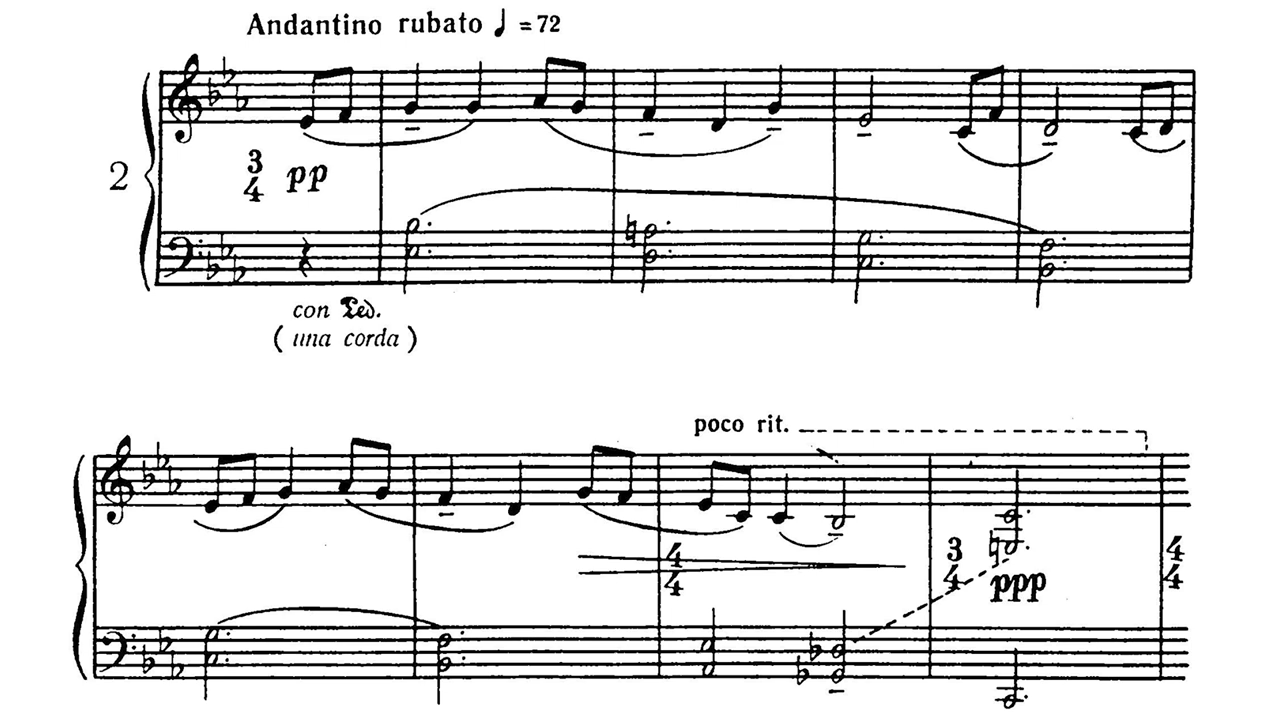 Andantino rubato ♩ = 72
3
4
pp
2
con Ped.
( una corda )
poco rit.
4
4
3
4
ppp
4
4